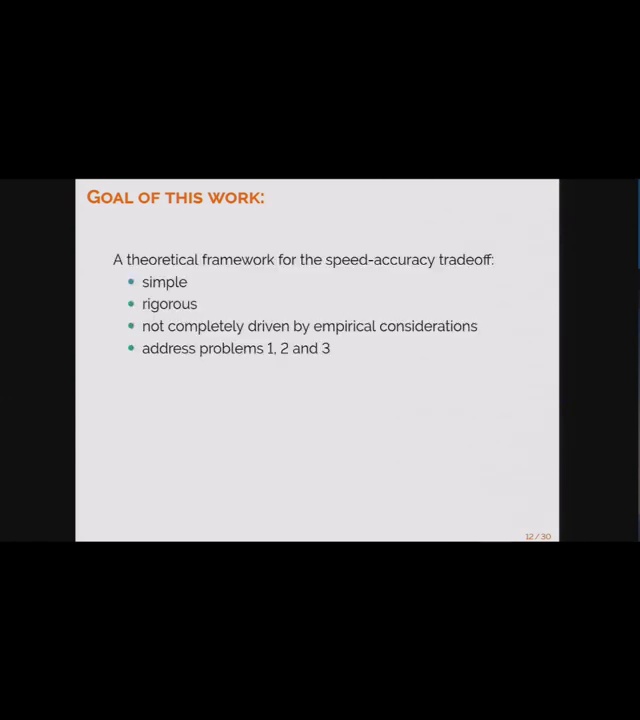 Goal of this work:
A theoretical framework for the speed-accuracy tradeoff:
• simple
• rigorous
• not completely driven by empirical considerations
• address problems 1, 2 and 3
12 / 30